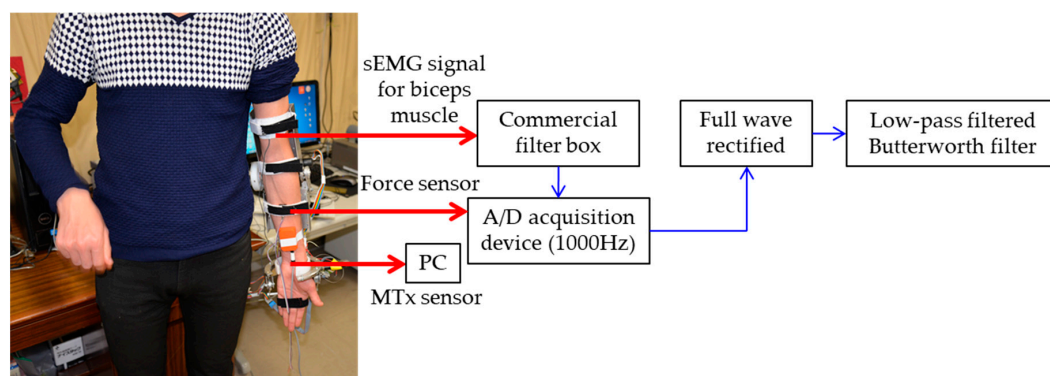 sEMG signal
for biceps
muscle
Commercial
filter box
Full wave
rectified
Low-pass filtered
Butterworth filter
Force sensor
A/D acquisition
device (1000Hz)
PC
MTx sensor